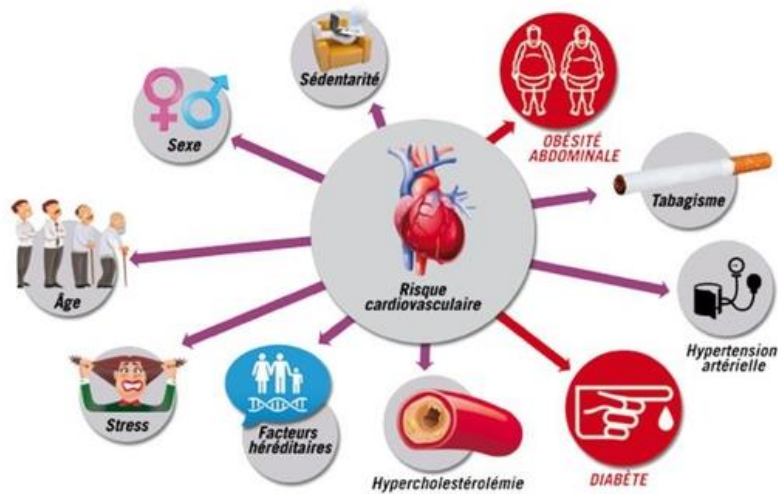 Sédentarité
Sexe
OBÉSITÉ
ABDOMINALE
Tabagisme
Âge
Risque
cardiovasculaire
Hypertension
artérielle
Stress
Facteurs
héréditaires
Hypercholestérolémie
DIABÈTE